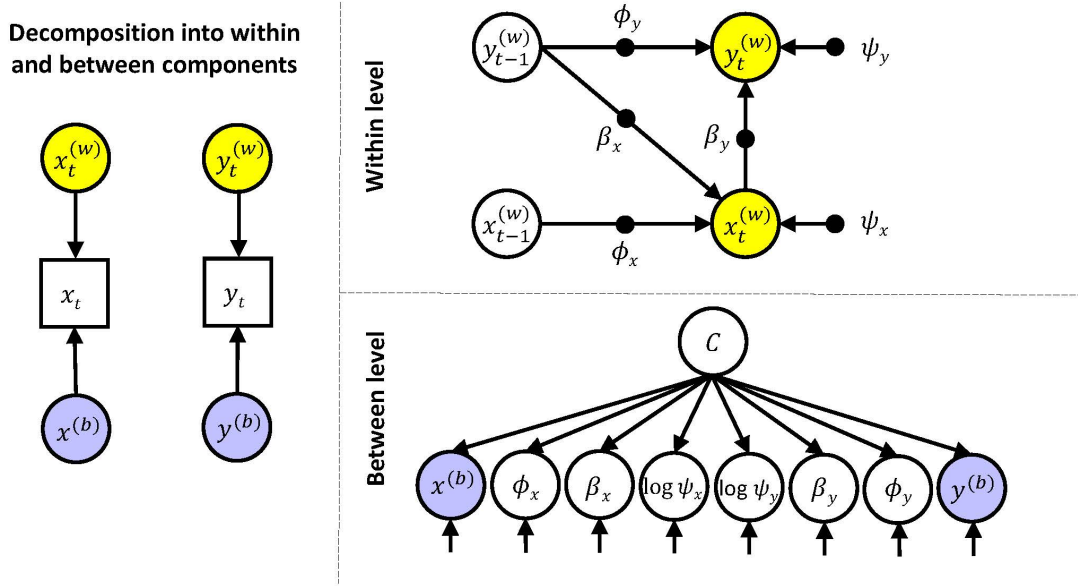 Decomposition into within
and between components
x_t^{(w)} y_t^{(w)}
x_t y_t
x^{(b)} y^{(b)}
Within level
ϕ_y
y_{t-1}^{(w)} y_t^{(w)} ψ_y
β_x β_y
x_{t-1}^{(w)} x_t^{(w)} ψ_x
ϕ_x
Between level
C
x^{(b)} ϕ_x β_x log ψ_x log ψ_y β_y ϕ_y y^{(b)}